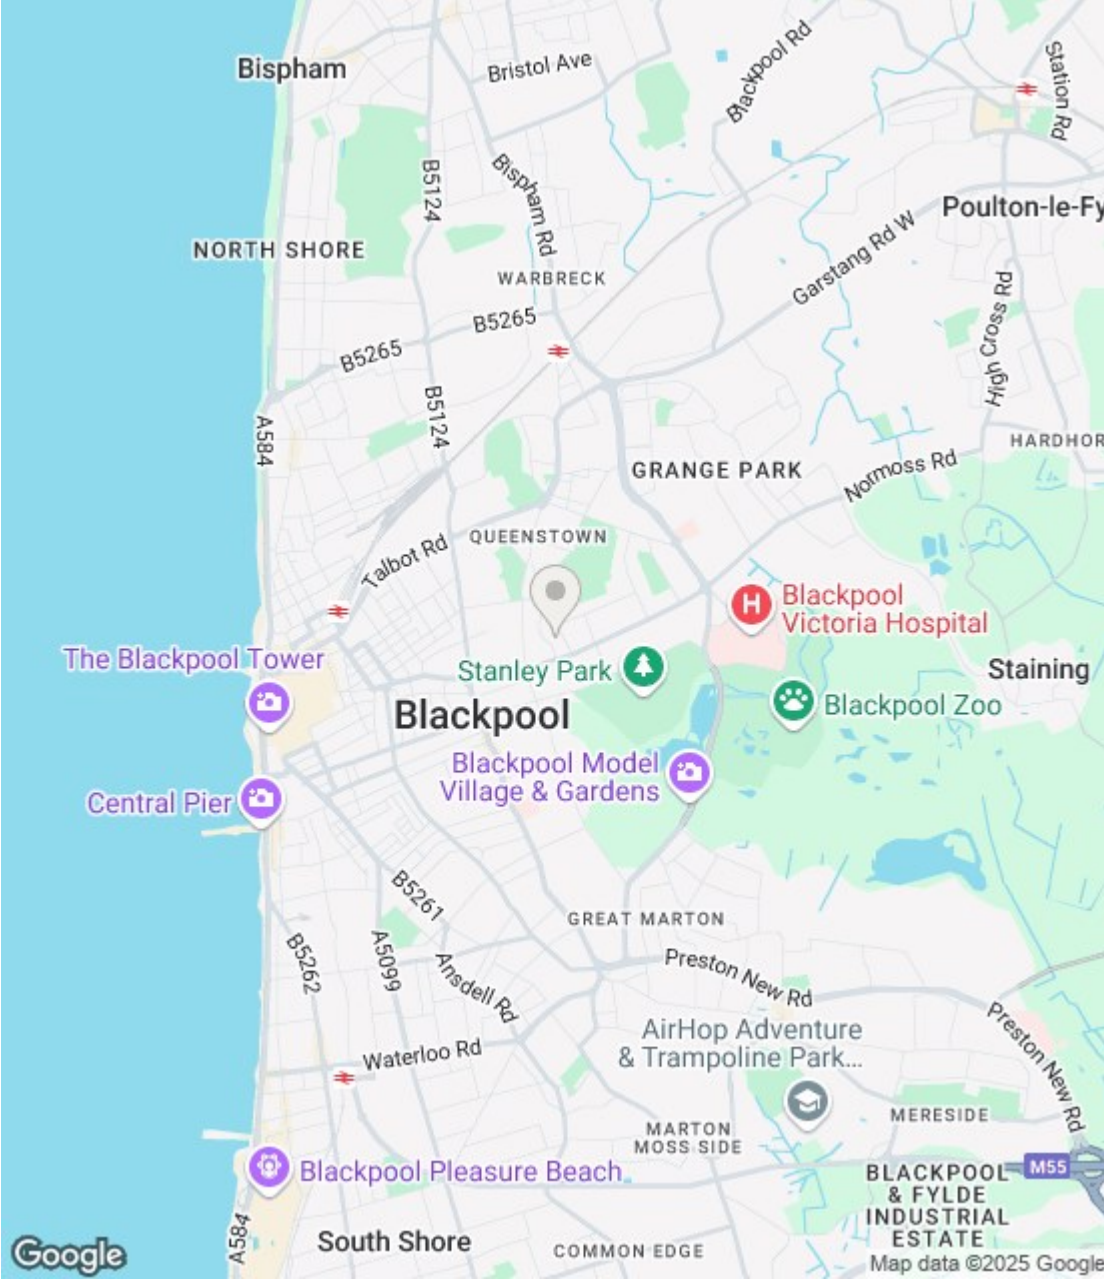 Bispham
Bristol Ave
Blackpool Rd
Station Rd
B5124
Bispham Rd
Poulton-le-Fy
NORTH SHORE
WARBRECK
Garstang Rd W
B5265
B5265
High Cross Rd
B5124
A584
HARDHOR
GRANGE PARK
Normoss Rd
QUEENSTOWN
Talbot Rd
H
Blackpool
Victoria Hospital
The Blackpool Tower
Stanley Park
Staining
Blackpool
Blackpool Zoo
Blackpool Model
Village & Gardens
Central Pier
B5261
GREAT MARTON
B5262
A5099
Ansdell Rd
Preston New Rd
Preston New Rd
AirHop Adventure
& Trampoline Park...
Waterloo Rd
MERESIDE
MARTON
MOSS SIDE
Blackpool Pleasure Beach
M55
BLACKPOOL
& FYLDE
INDUSTRIAL
ESTATE
A584
South Shore
COMMON EDGE
Google
Map data ©2025 Google